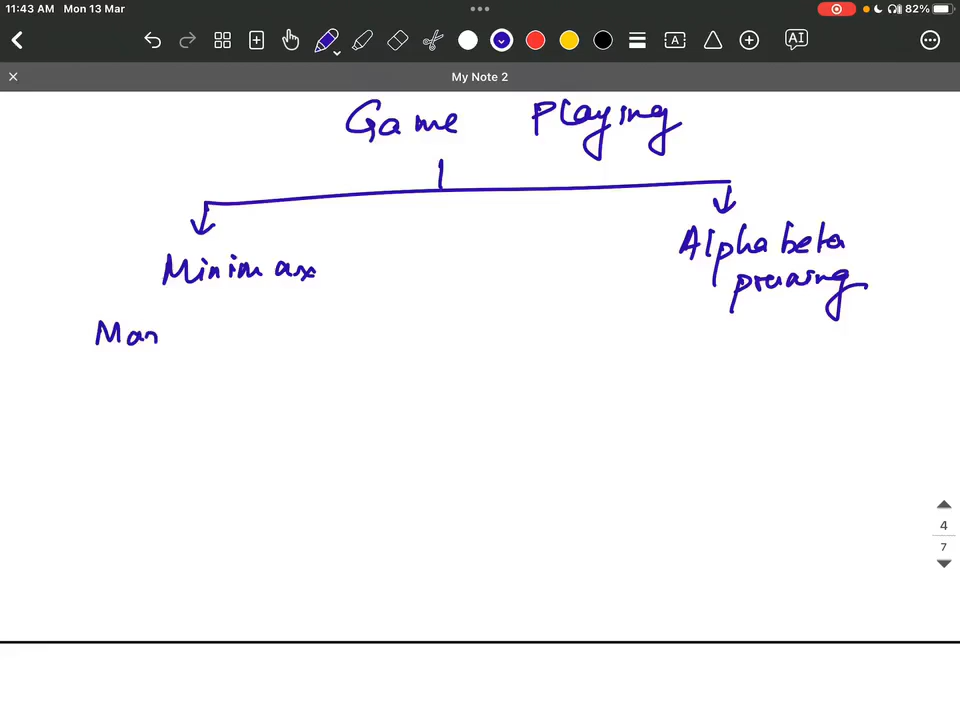 11:43 AM Mon 13 Mar 82%
A AI
× My Note 2
Game Playing
Minimax
Alpha beta
pruning
Man
4
7